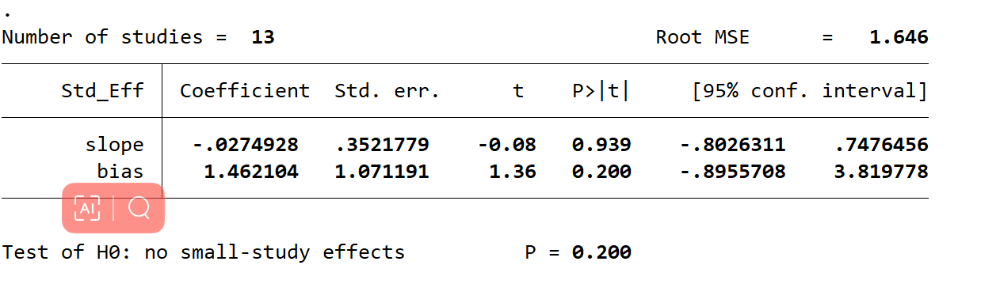 .
Number of studies = 13 Root MSE = 1.646
Std_Eff Coefficient Std. err. t P>|t| [95% conf. interval]
slope -.0274928 .3521779 -0.08 0.939 -.8026311 .7476456
bias 1.462104 1.071191 1.36 0.200 -.8955708 3.819778
AI
Test of H0: no small-study effects P = 0.200